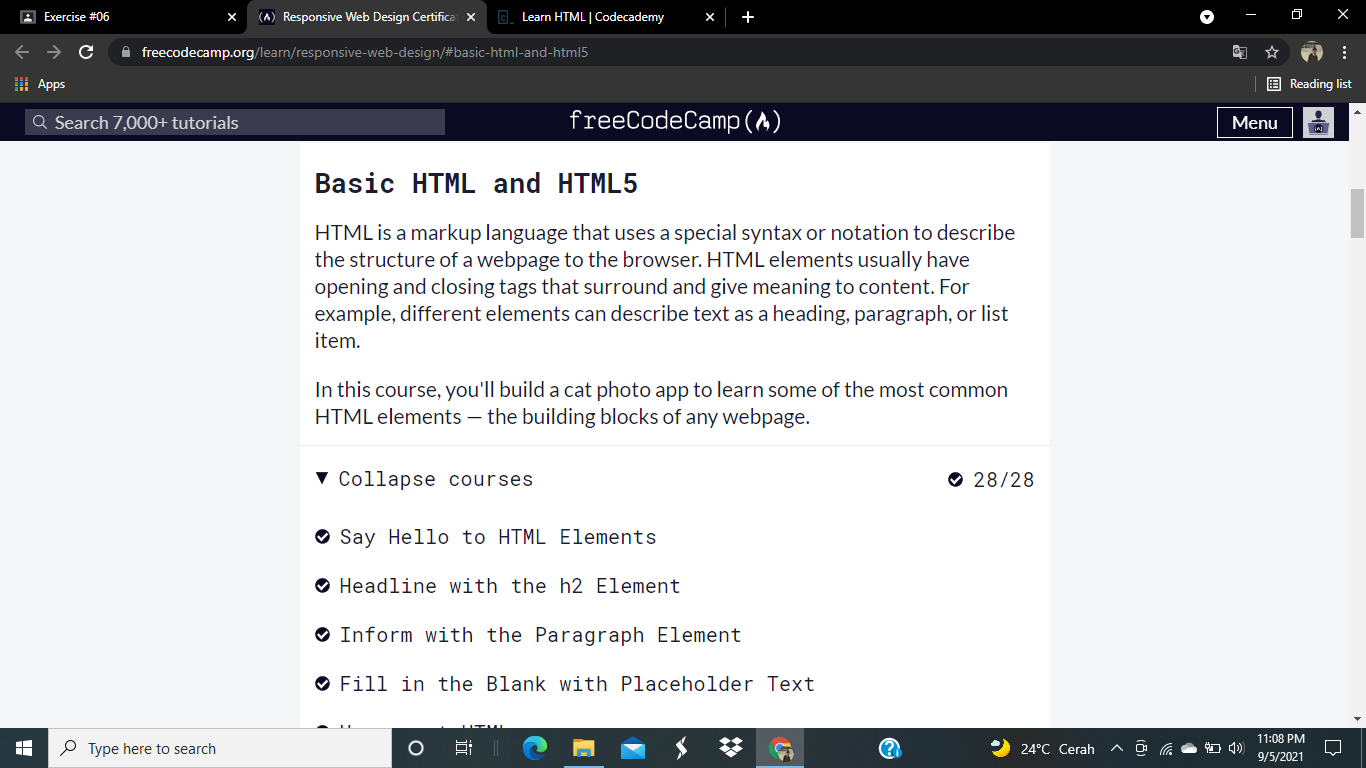 Exercise #06
Responsive Web Design Certifica
Learn HTML | Codecademy
freecodecamp.org/learn/responsive-web-design/#basic-html-and-html5
Apps
Reading list
Search 7,000+ tutorials
freeCodeCamp(🔥)
Menu
Basic HTML and HTML5
HTML is a markup language that uses a special syntax or notation to describe
the structure of a webpage to the browser. HTML elements usually have
opening and closing tags that surround and give meaning to content. For
example, different elements can describe text as a heading, paragraph, or list
item.
In this course, you'll build a cat photo app to learn some of the most common
HTML elements — the building blocks of any webpage.
Collapse courses
28/28
Say Hello to HTML Elements
Headline with the h2 Element
Inform with the Paragraph Element
Fill in the Blank with Placeholder Text
Type here to search
24°C Cerah
11:08 PM
9/5/2021